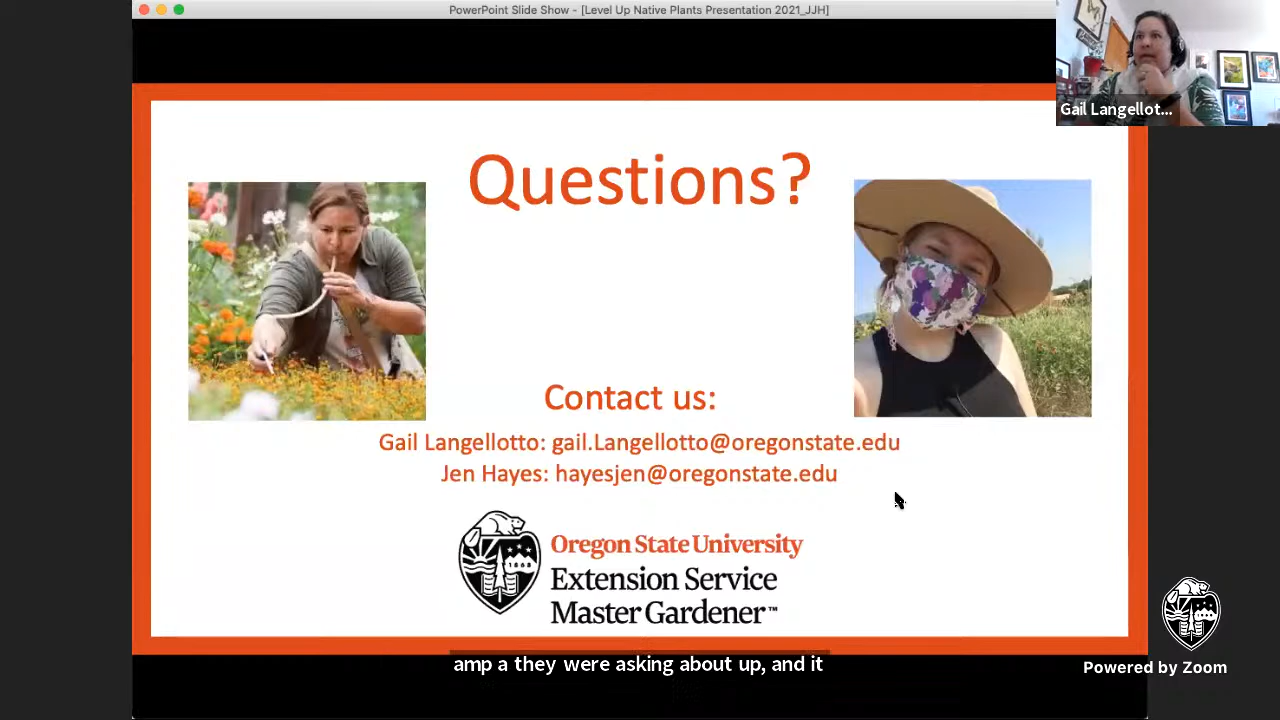 PowerPoint Slide Show - [Level Up Native Plants Presentation 2021_JJH]
Gail Langellot...
Questions?
Contact us:
Gail Langellotto: gail.Langellotto@oregonstate.edu
Jen Hayes: hayesjen@oregonstate.edu
1868
Oregon State University
Extension Service
Master Gardener™
amp a they were asking about up, and it
Powered by Zoom